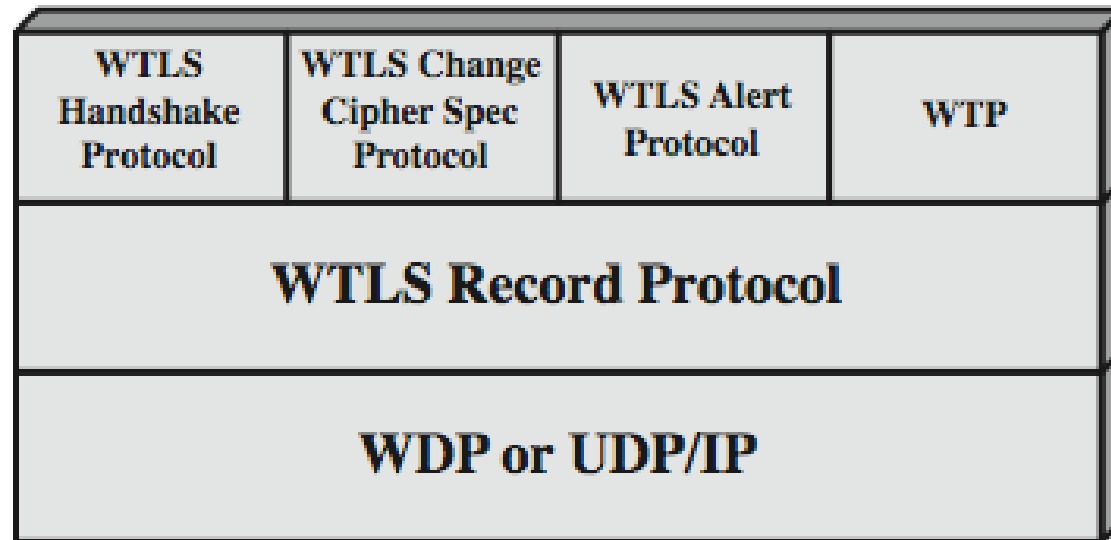 WTLS
Handshake
Protocol
WTLS Change
Cipher Spec
Protocol
WTLS Alert
Protocol
WTP
WTLS Record Protocol
WDP or UDP/IP